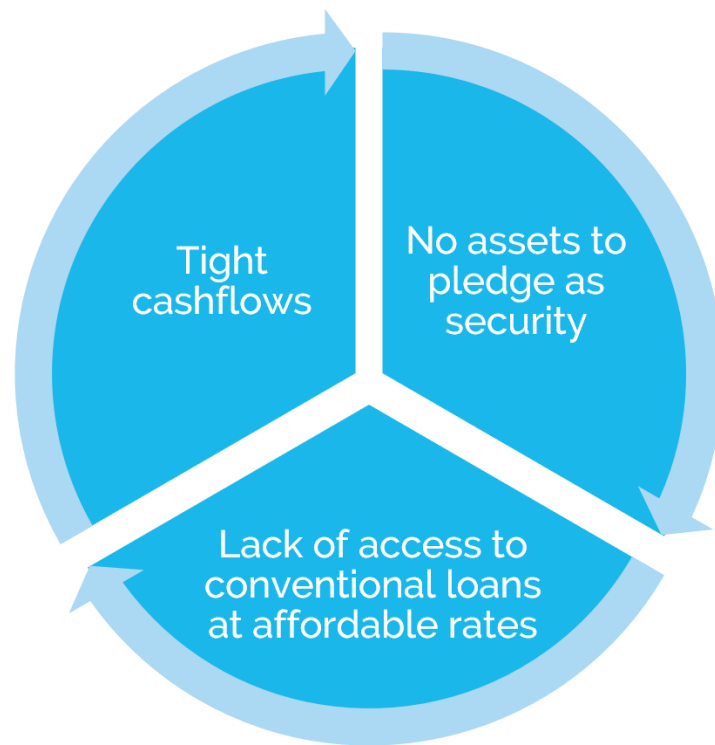 Tight
cashflows
No assets to
pledge as
security
Lack of access to
conventional loans
at affordable rates